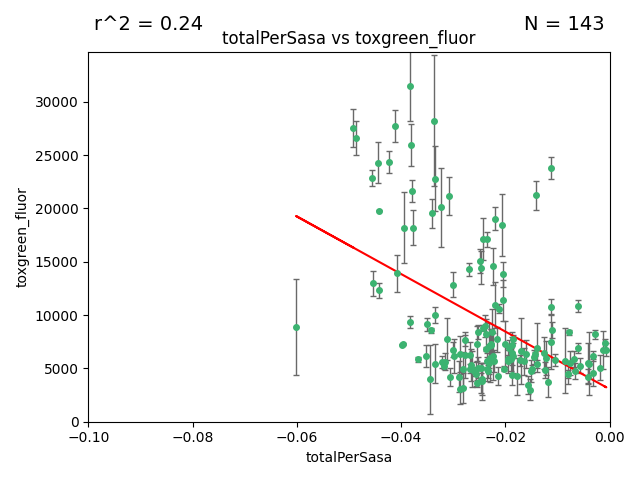 r^2 = 0.24
N = 143
totalPerSasa vs toxgreen_fluor
30000
25000
20000
15000
10000
5000
0
toxgreen_fluor
−0.10
−0.08
−0.06
−0.04
−0.02
0.00
totalPerSasa